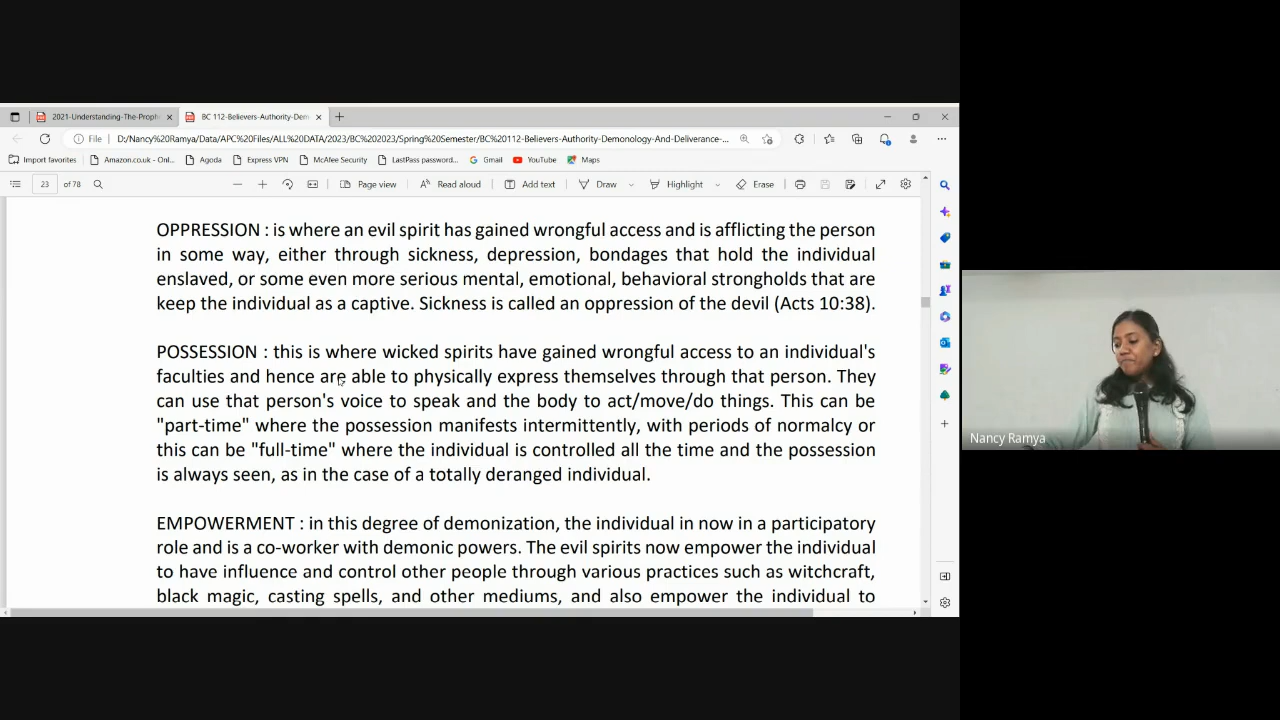 2021-Understanding-The-Proph
BC 112-Believers-Authority-Dem
File
D:/Nancy%20Ramya/Data/APC%20Files/ALL%20DATA/2023/BC%202023/Spring%20Semester/BC%20112-Believers-Authority-Demonology-And-Deliverance-...
Import favorites
Amazon.co.uk - Onl...
Agoda
Express VPN
McAfee Security
LastPass password...
Gmail
YouTube
Maps
23 of 78
Page view
Read aloud
Add text
Draw
Highlight
Erase
OPPRESSION : is where an evil spirit has gained wrongful access and is afflicting the person
in some way, either through sickness, depression, bondages that hold the individual
enslaved, or some even more serious mental, emotional, behavioral strongholds that are
keep the individual as a captive. Sickness is called an oppression of the devil (Acts 10:38).
POSSESSION : this is where wicked spirits have gained wrongful access to an individual's
faculties and hence are able to physically express themselves through that person. They
can use that person's voice to speak and the body to act/move/do things. This can be
"part-time" where the possession manifests intermittently, with periods of normalcy or
this can be "full-time" where the individual is controlled all the time and the possession
is always seen, as in the case of a totally deranged individual.
EMPOWERMENT : in this degree of demonization, the individual in now in a participatory
role and is a co-worker with demonic powers. The evil spirits now empower the individual
to have influence and control other people through various practices such as witchcraft,
black magic, casting spells, and other mediums, and also empower the individual to
Nancy Ramya